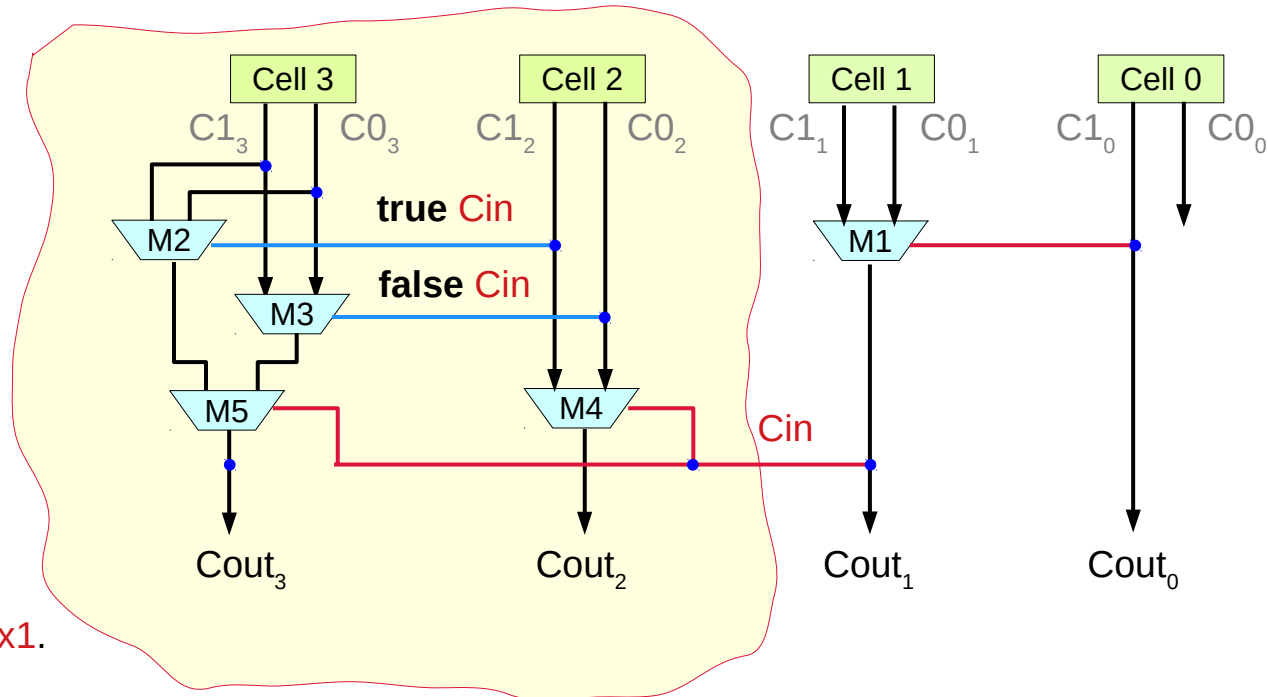 Cell 3 Cell 2 Cell 1 Cell 0
C1₃ C0₃ C1₂ C0₂ C1₁ C0₁ C1₀ C0₀
true Cin
M2 M1
false Cin
M3
M5 M4
Cin
Cout₃ Cout₂ Cout₁ Cout₀
x1.